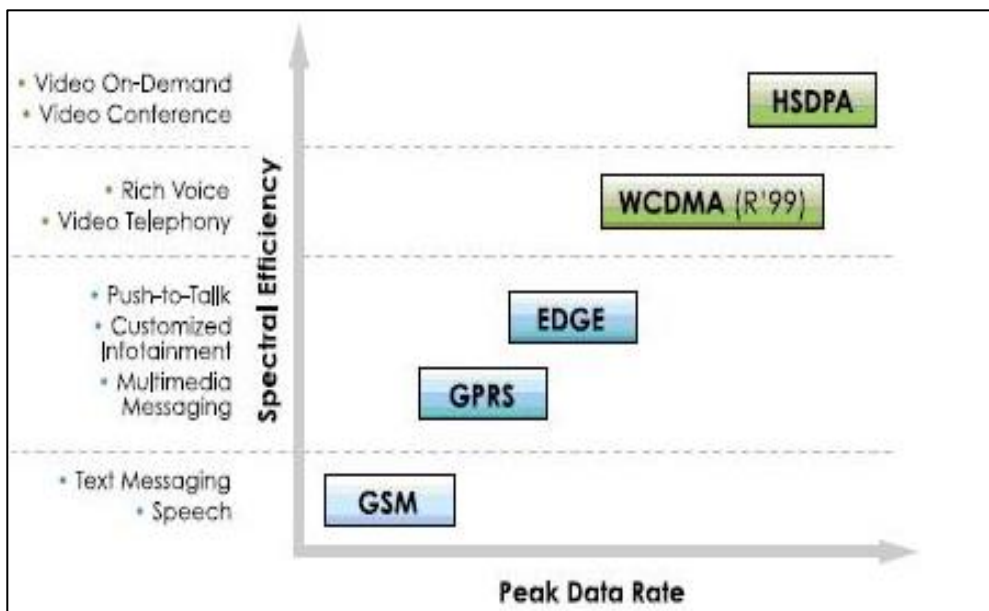 • Video On-Demand
• Video Conference
HSDPA
• Rich Voice
• Video Telephony
WCDMA (R'99)
Spectral Efficiency
• Push-to-Tallk
• Customized
Infotainment
• Multimedia
Messaging
EDGE
GPRS
• Text Messaging
• Speech
GSM
Peak Data Rate